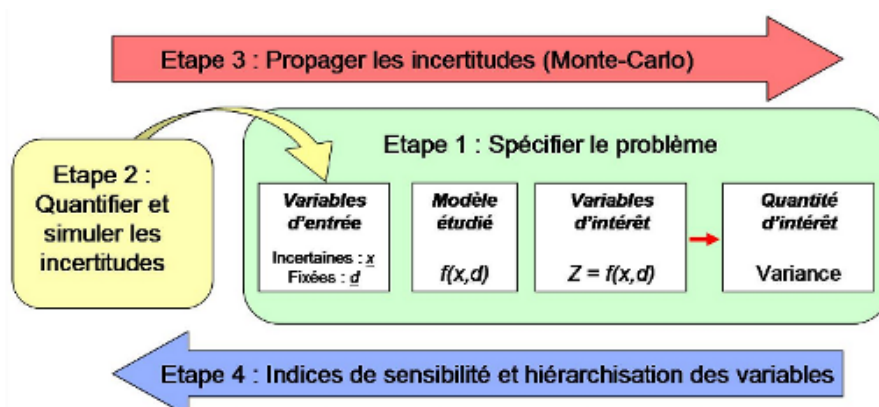 Etape 3 : Propager les incertitudes (Monte-Carlo)
Etape 1 : Spécifier le problème
Etape 2 :
Quantifier et
simuler les
incertitudes
Variables
d'entrée
Incertaines : x
Fixées : d
Modèle
étudié
f(x,d)
Variables
d'intérêt
Z = f(x,d)
Quantité
d'intérêt
Variance
Etape 4 : Indices de sensibilité et hiérarchisation des variables